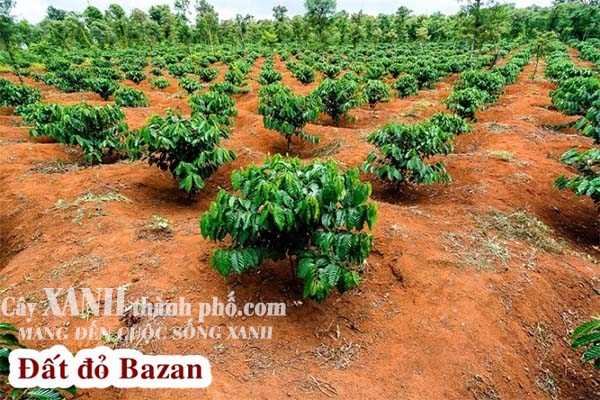 Cây XANH thành phố.com
MANG ĐẾN CUỘC SỐNG XANH
Đất đỏ Bazan